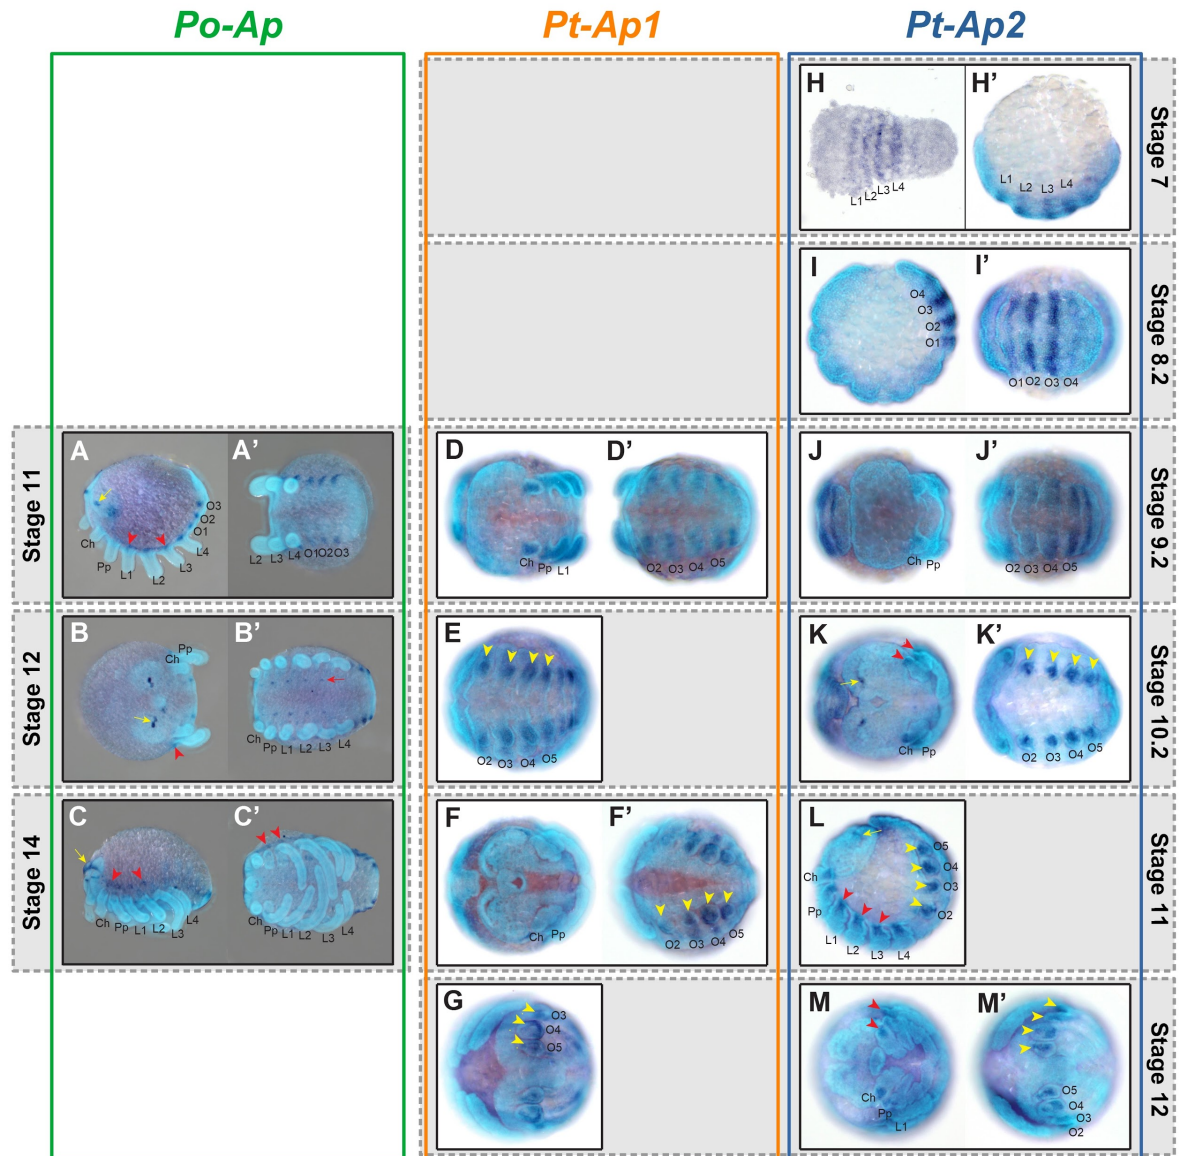 Po-Ap Pt-Ap1 Pt-Ap2
H H’
L1 L2 L3 L4
L1 L2 L3 L4
Stage 7
I I’
O4
O3
O2
O1
O1 O2 O3 O4
Stage 8.2
Stage 11
A A’
O3
O2
O1
Ch Pp L1 L2 L3 L4
L2 L3 L4 O1 O2 O3
D D’
Ch Pp L1
O2 O3 O4 O5
J J’
Ch Pp
O2 O3 O4 O5
Stage 9.2
Stage 12
B B’
Pp
Ch
Ch Pp L1 L2 L3 L4
E
O2 O3 O4 O5
K K’
Ch Pp
O2 O3 O4 O5
Stage 10.2
Stage 14
C C’
Ch Pp L1 L2 L3 L4
Ch Pp L1 L2 L3 L4
F F’
Ch Pp
O2 O3 O4 O5
L
O5
O4
O3
O2
Ch
Pp
L1 L2 L3 L4
Stage 11
G
O3
O4
O5
M M’
Ch
Pp
L1
O5
O4
O3
O2
Stage 12